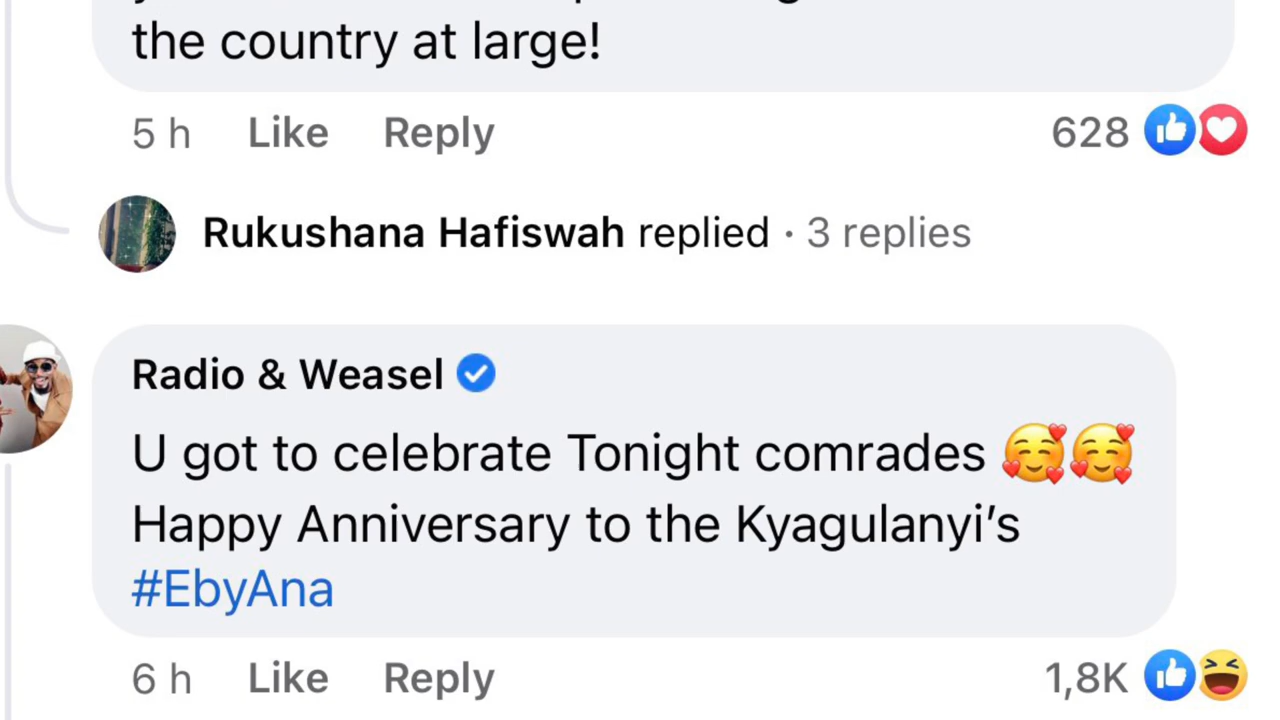 the country at large!
5 h Like Reply 628
Rukushana Hafiswah replied · 3 replies
Radio & Weasel
U got to celebrate Tonight comrades 🥰🥰
Happy Anniversary to the Kyagulanyi’s
#EbyAna
6 h Like Reply 1,8K